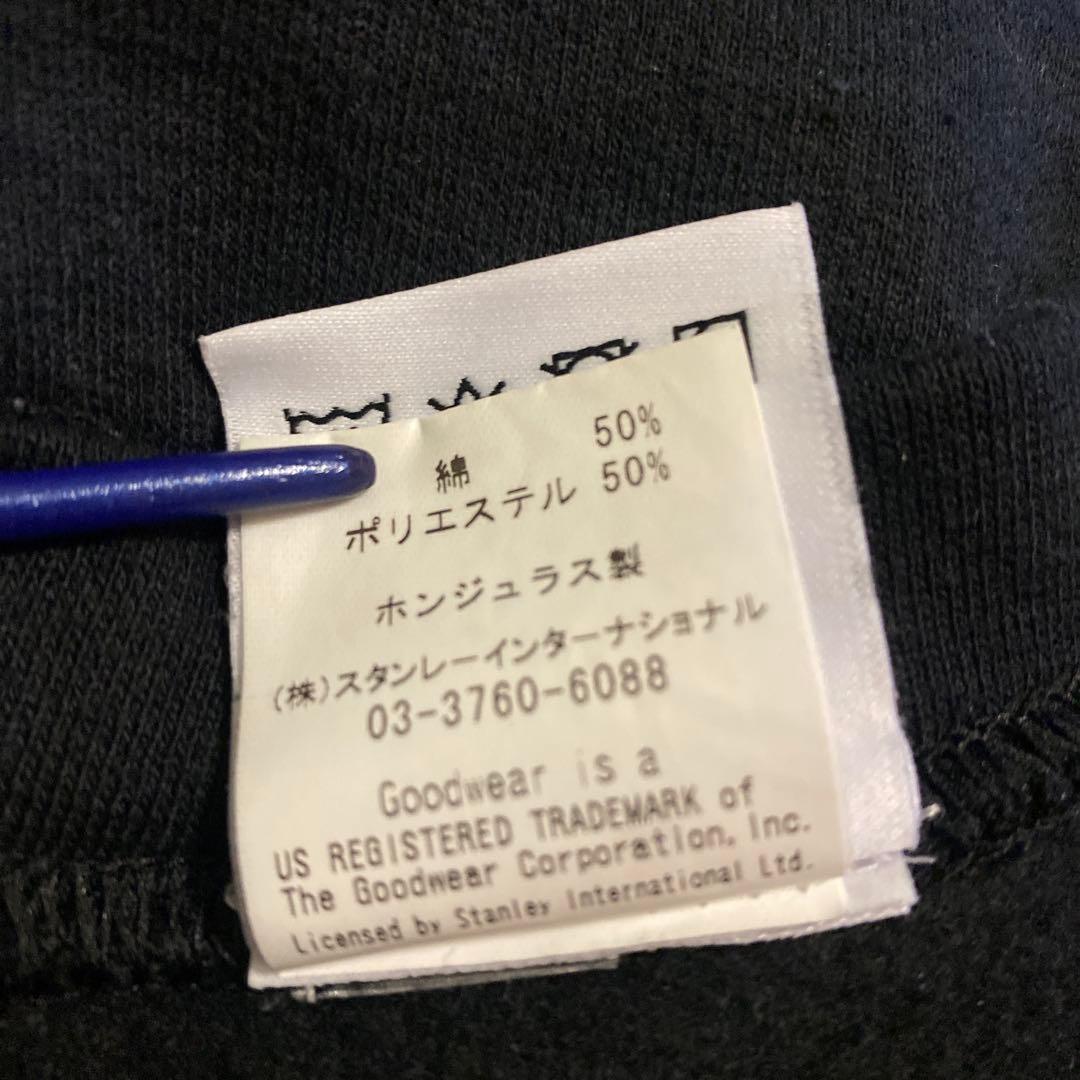 綿 50%
ポリエステル 50%
ホンジュラス製
(株)スタンレーインターナショナル
03-3760-6088
Goodwear is a
US REGISTERED TRADEMARK of
The Goodwear Corporation, Inc.
Licensed by Stanley International Ltd.